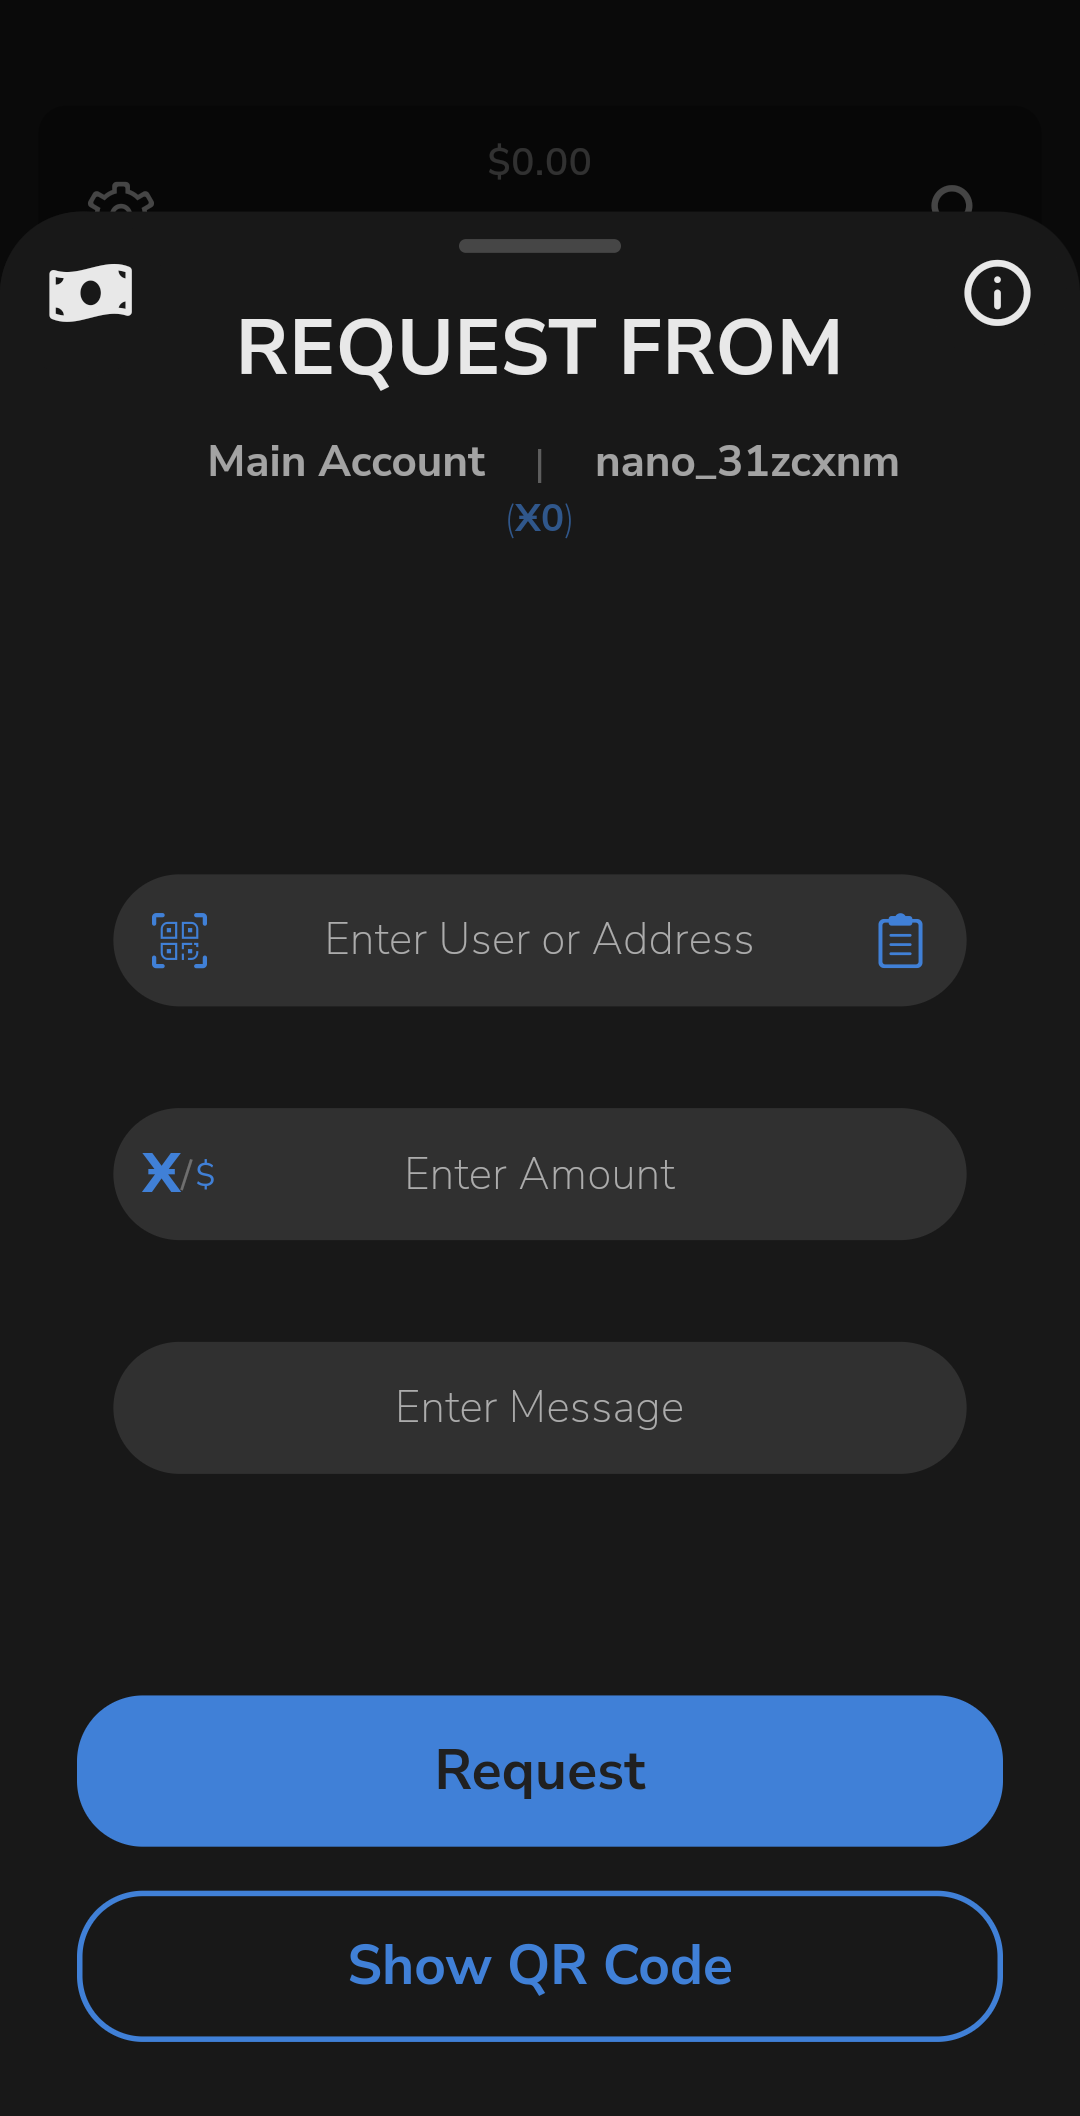 $0.00
REQUEST FROM
Main Account | nano_31zcxnm
(Ӿ0)
Enter User or Address
Ӿ/$ Enter Amount
Enter Message
Request
Show QR Code